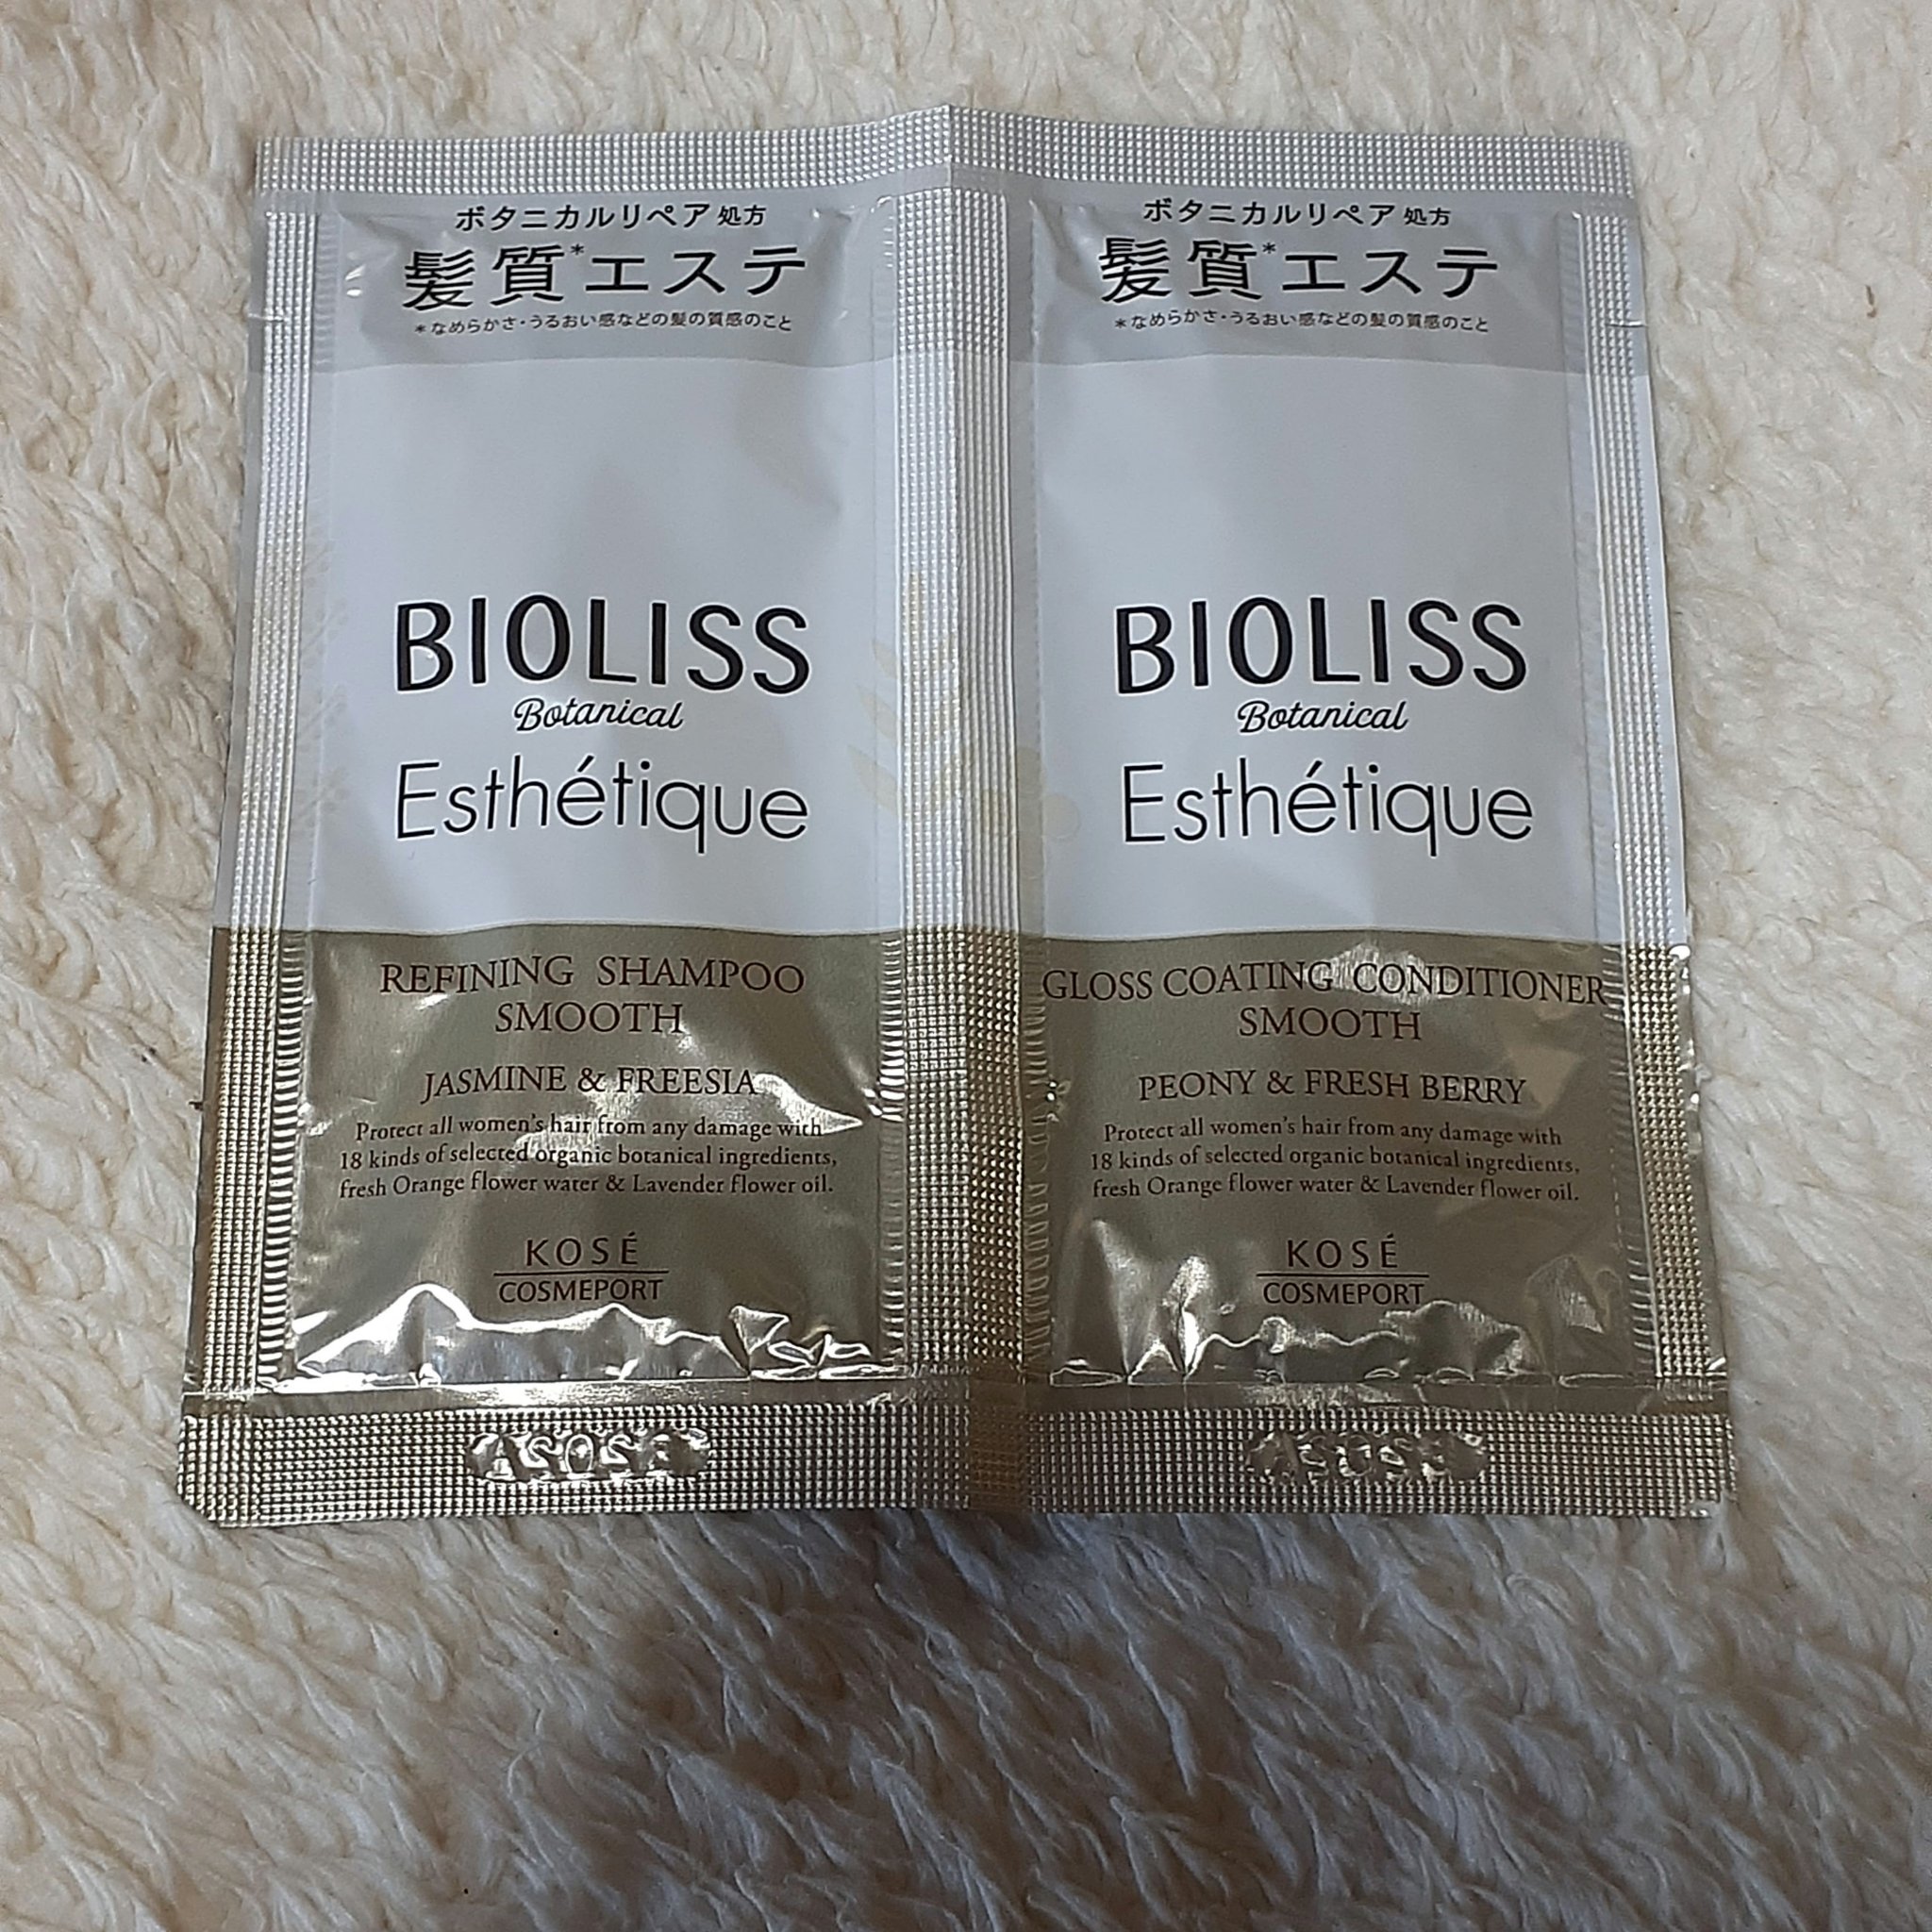 ボタニカルリペア処方
髪質*エステ
*なめらかさ・うるおい感などの髪の質感のこと
BIOLISS
Botanical
Esthétique
REFINING SHAMPOO
SMOOTH
JASMINE & FREESIA
Protect all women's hair from any damage with
18 kinds of selected organic botanical ingredients,
fresh Orange flower water & Lavender flower oil.
KOSÉ
COSMEPORT
ボタニカルリペア処方
髪質*エステ
*なめらかさ・うるおい感などの髪の質感のこと
BIOLISS
Botanical
Esthétique
GLOSS COATING CONDITIONER
SMOOTH
PEONY & FRESH BERRY
Protect all women's hair from any damage with
18 kinds of selected organic botanical ingredients,
fresh Orange flower water & Lavender flower oil.
KOSÉ
COSMEPORT